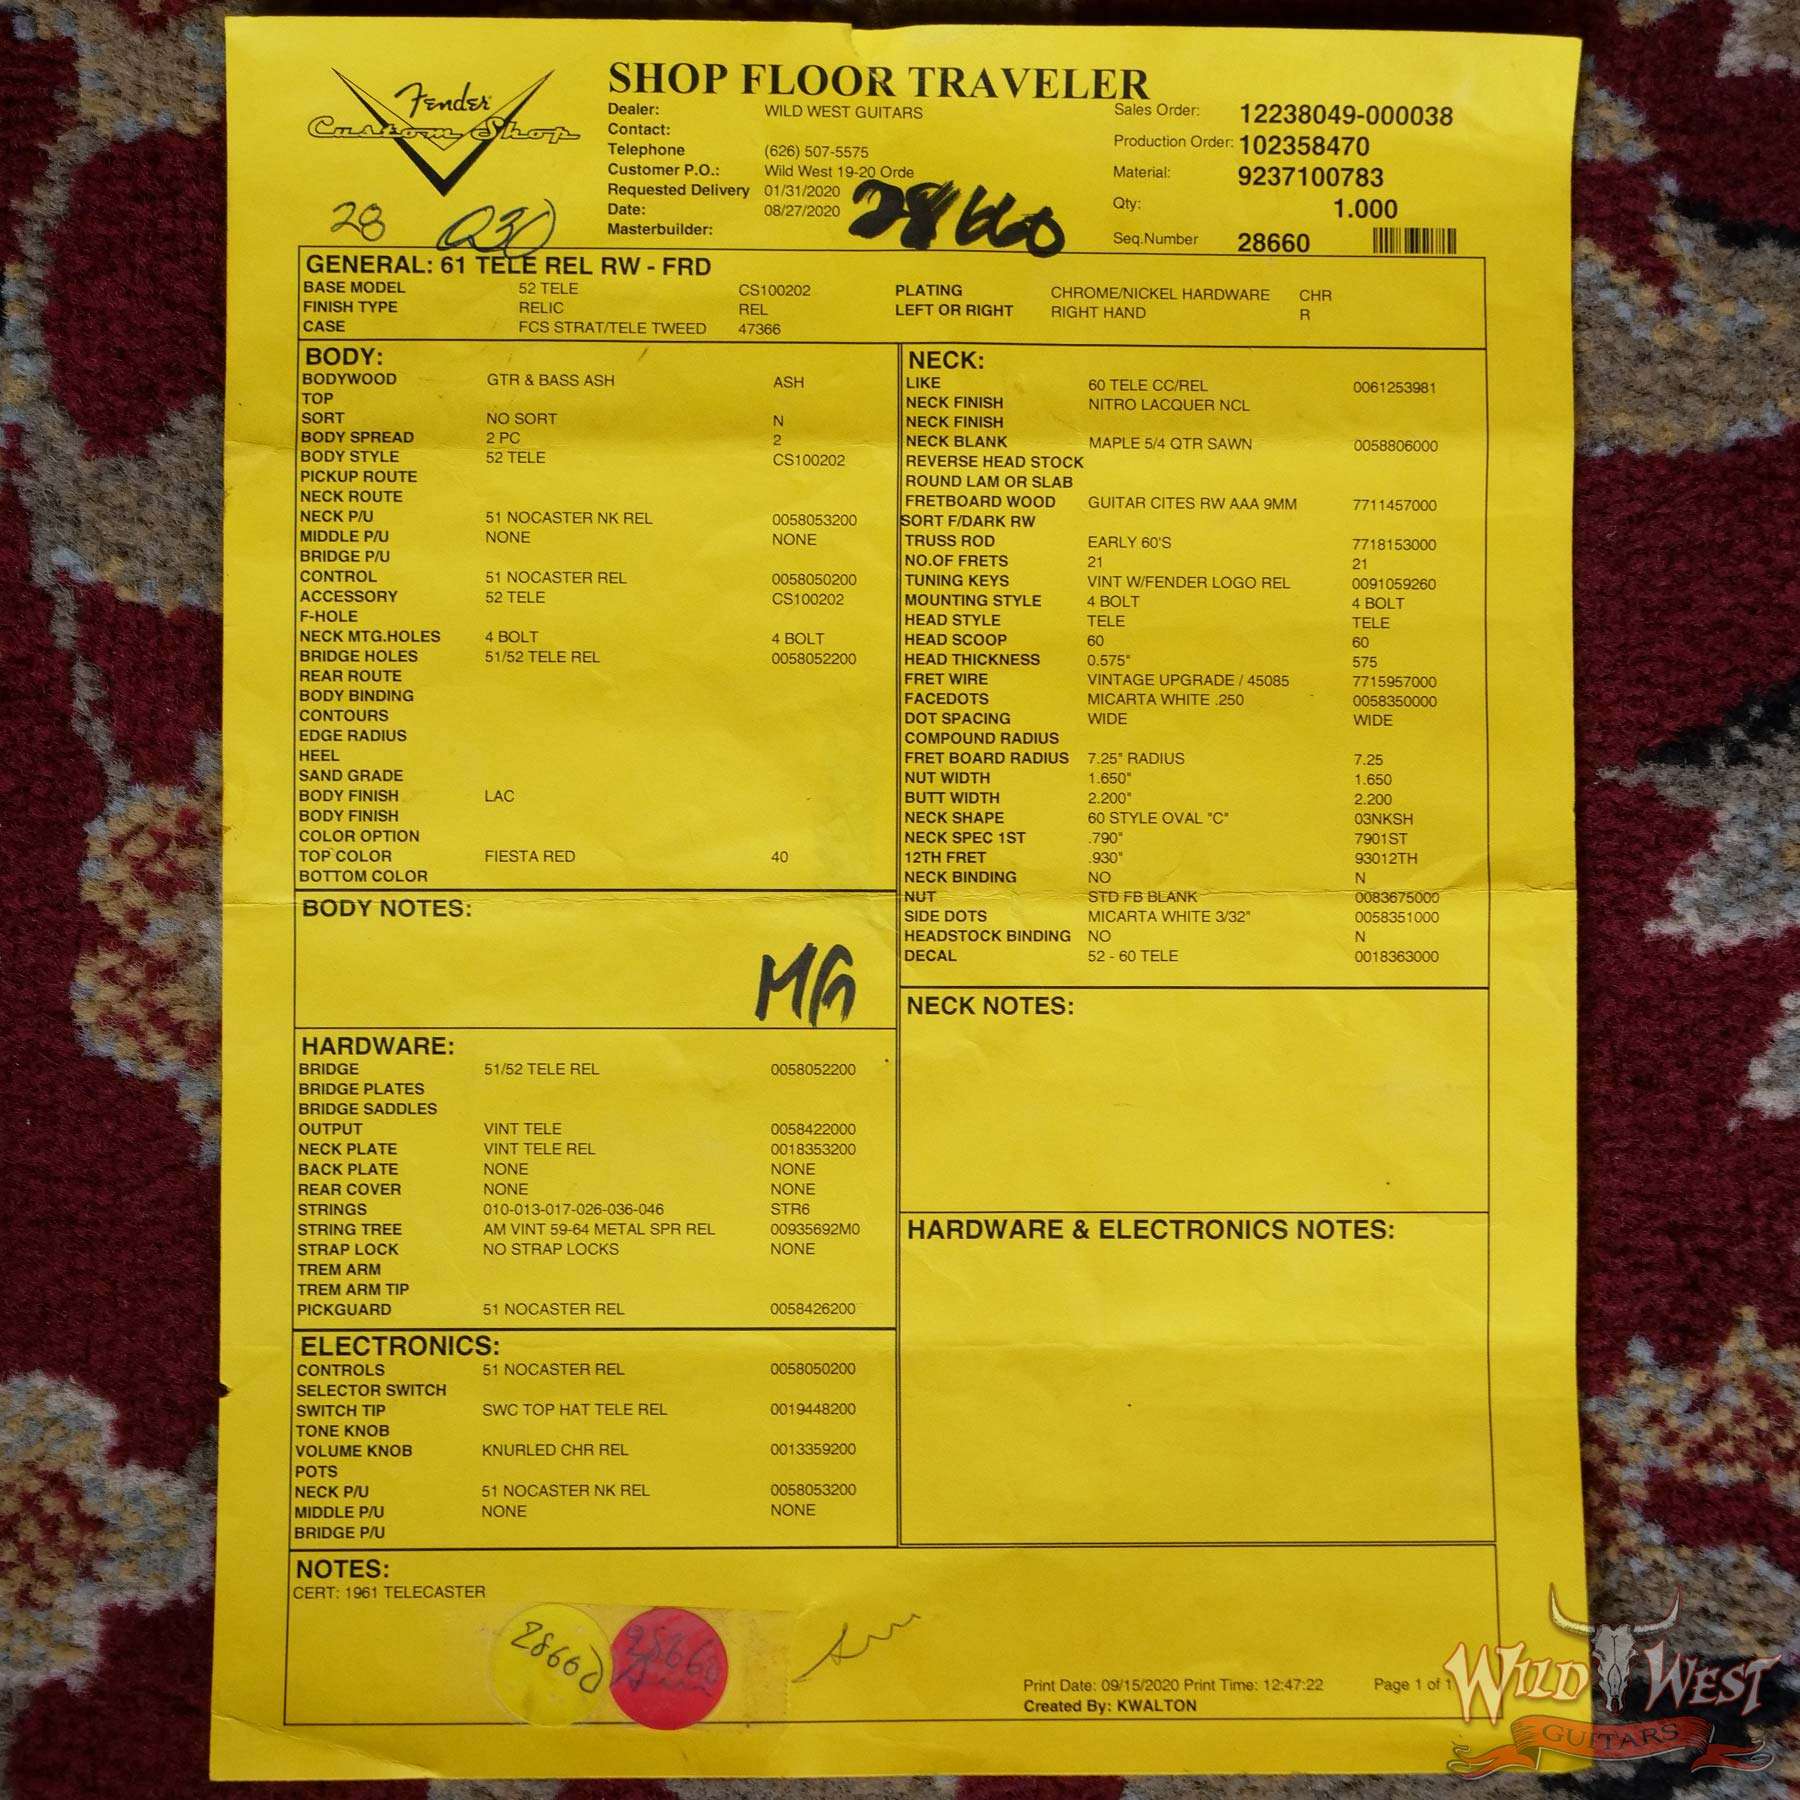 Fender
Custom Shop
SHOP FLOOR TRAVELER
Dealer: WILD WEST GUITARS
Contact:
Telephone (626) 507-5575
Customer P.O.: Wild West 19-20 Orde
Requested Delivery 01/31/2020
Date: 08/27/2020
Masterbuilder:
Sales Order: 12238049-000038
Production Order: 102358470
Material: 9237100783
Qty: 1.000
Seq.Number 28660
28660
28
GENERAL: 61 TELE REL RW - FRD
BASE MODEL 52 TELE CS100202 PLATING CHROME/NICKEL HARDWARE CHR
FINISH TYPE RELIC REL LEFT OR RIGHT RIGHT HAND R
CASE FCS STRAT/TELE TWEED 47366
BODY:
BODYWOOD GTR & BASS ASH ASH
TOP
SORT NO SORT N
BODY SPREAD 2 PC 2
BODY STYLE 52 TELE CS100202
PICKUP ROUTE
NECK ROUTE
NECK P/U 51 NOCASTER NK REL 0058053200
MIDDLE P/U NONE NONE
BRIDGE P/U
CONTROL 51 NOCASTER REL 0058050200
ACCESSORY 52 TELE CS100202
F-HOLE
NECK MTG.HOLES 4 BOLT 4 BOLT
BRIDGE HOLES 51/52 TELE REL 0058052200
REAR ROUTE
BODY BINDING
CONTOURS
EDGE RADIUS
HEEL
SAND GRADE
BODY FINISH LAC
BODY FINISH
COLOR OPTION
TOP COLOR FIESTA RED 40
BOTTOM COLOR
BODY NOTES:
MG
HARDWARE:
BRIDGE 51/52 TELE REL 0058052200
BRIDGE PLATES
BRIDGE SADDLES
OUTPUT VINT TELE 0058422000
NECK PLATE VINT TELE REL 0018353200
BACK PLATE NONE NONE
REAR COVER NONE NONE
STRINGS 010-013-017-026-036-046 STR6
STRING TREE AM VINT 59-64 METAL SPR REL 00935692M0
STRAP LOCK NO STRAP LOCKS NONE
TREM ARM
TREM ARM TIP
PICKGUARD 51 NOCASTER REL 0058426200
ELECTRONICS:
CONTROLS 51 NOCASTER REL 0058050200
SELECTOR SWITCH
SWITCH TIP SWC TOP HAT TELE REL 0019448200
TONE KNOB
VOLUME KNOB KNURLED CHR REL 0013359200
POTS
NECK P/U 51 NOCASTER NK REL 0058053200
MIDDLE P/U NONE NONE
BRIDGE P/U
NECK:
LIKE 60 TELE CC/REL 0061253981
NECK FINISH NITRO LACQUER NCL
NECK FINISH
NECK BLANK MAPLE 5/4 QTR SAWN 0058806000
REVERSE HEAD STOCK
ROUND LAM OR SLAB
FRETBOARD WOOD GUITAR CITES RW AAA 9MM 7711457000
SORT F/DARK RW
TRUSS ROD EARLY 60'S 7718153000
NO.OF FRETS 21 21
TUNING KEYS VINT W/FENDER LOGO REL 0091059260
MOUNTING STYLE 4 BOLT 4 BOLT
HEAD STYLE TELE TELE
HEAD SCOOP 60 60
HEAD THICKNESS 0.575" 575
FRET WIRE VINTAGE UPGRADE / 45085 7715957000
FACEDOTS MICARTA WHITE .250 0058350000
DOT SPACING WIDE WIDE
COMPOUND RADIUS
FRET BOARD RADIUS 7.25" RADIUS 7.25
NUT WIDTH 1.650" 1.650
BUTT WIDTH 2.200" 2.200
NECK SHAPE 60 STYLE OVAL "C" 03NKSH
NECK SPEC 1ST .790" 7901ST
12TH FRET .930" 93012TH
NECK BINDING NO N
NUT STD FB BLANK 0083675000
SIDE DOTS MICARTA WHITE 3/32" 0058351000
HEADSTOCK BINDING NO N
DECAL 52 - 60 TELE 0018363000
NECK NOTES:
HARDWARE & ELECTRONICS NOTES:
NOTES:
CERT: 1961 TELECASTER
28660
28660
Print Date: 09/15/2020 Print Time: 12:47:22 Page 1 of 1
Created By: KWALTON
WILD WEST
GUITARS